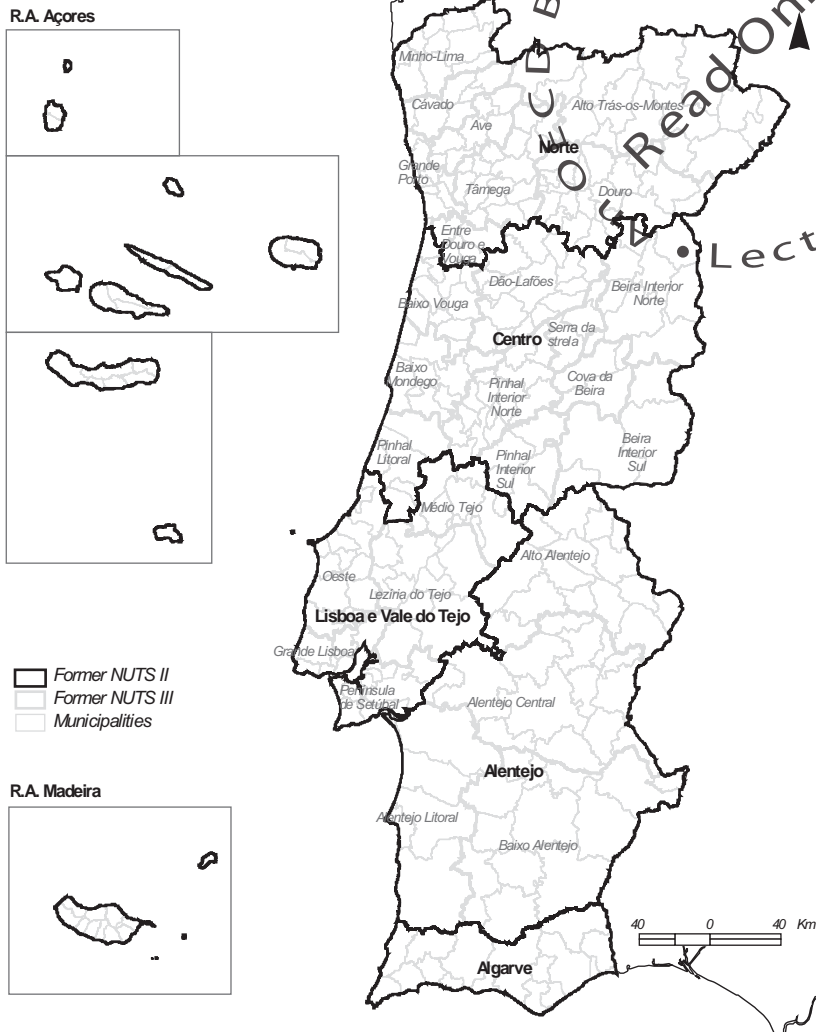 R.A. Açores
Minho-Lima
Cávado
Alto Trás-os-Montes
Ave
Norte
Grande
Porto
Tâmega
Douro
Entre
Douro e
Vouga
Dão-Lafões
Beira Interior
Norte
Baixo Vouga
Serra da
strela
Centro
Baixo
Mondego
Pinhal
Interior
Norte
Cova da
Beira
Pinhal
Litoral
Pinhal
Interior
Sul
Beira
Interior
Sul
Médio Tejo
Alto Alentejo
Oeste
Lezíria do Tejo
Lisboa e Vale do Tejo
Grande Lisboa
Península
de Setúbal
Alentejo Central
Alentejo
Alentejo Litoral
Baixo Alentejo
Algarve
Former NUTS II
Former NUTS III
Municipalities
R.A. Madeira
40 0 40 Km
O E C D B
Read On
Lect